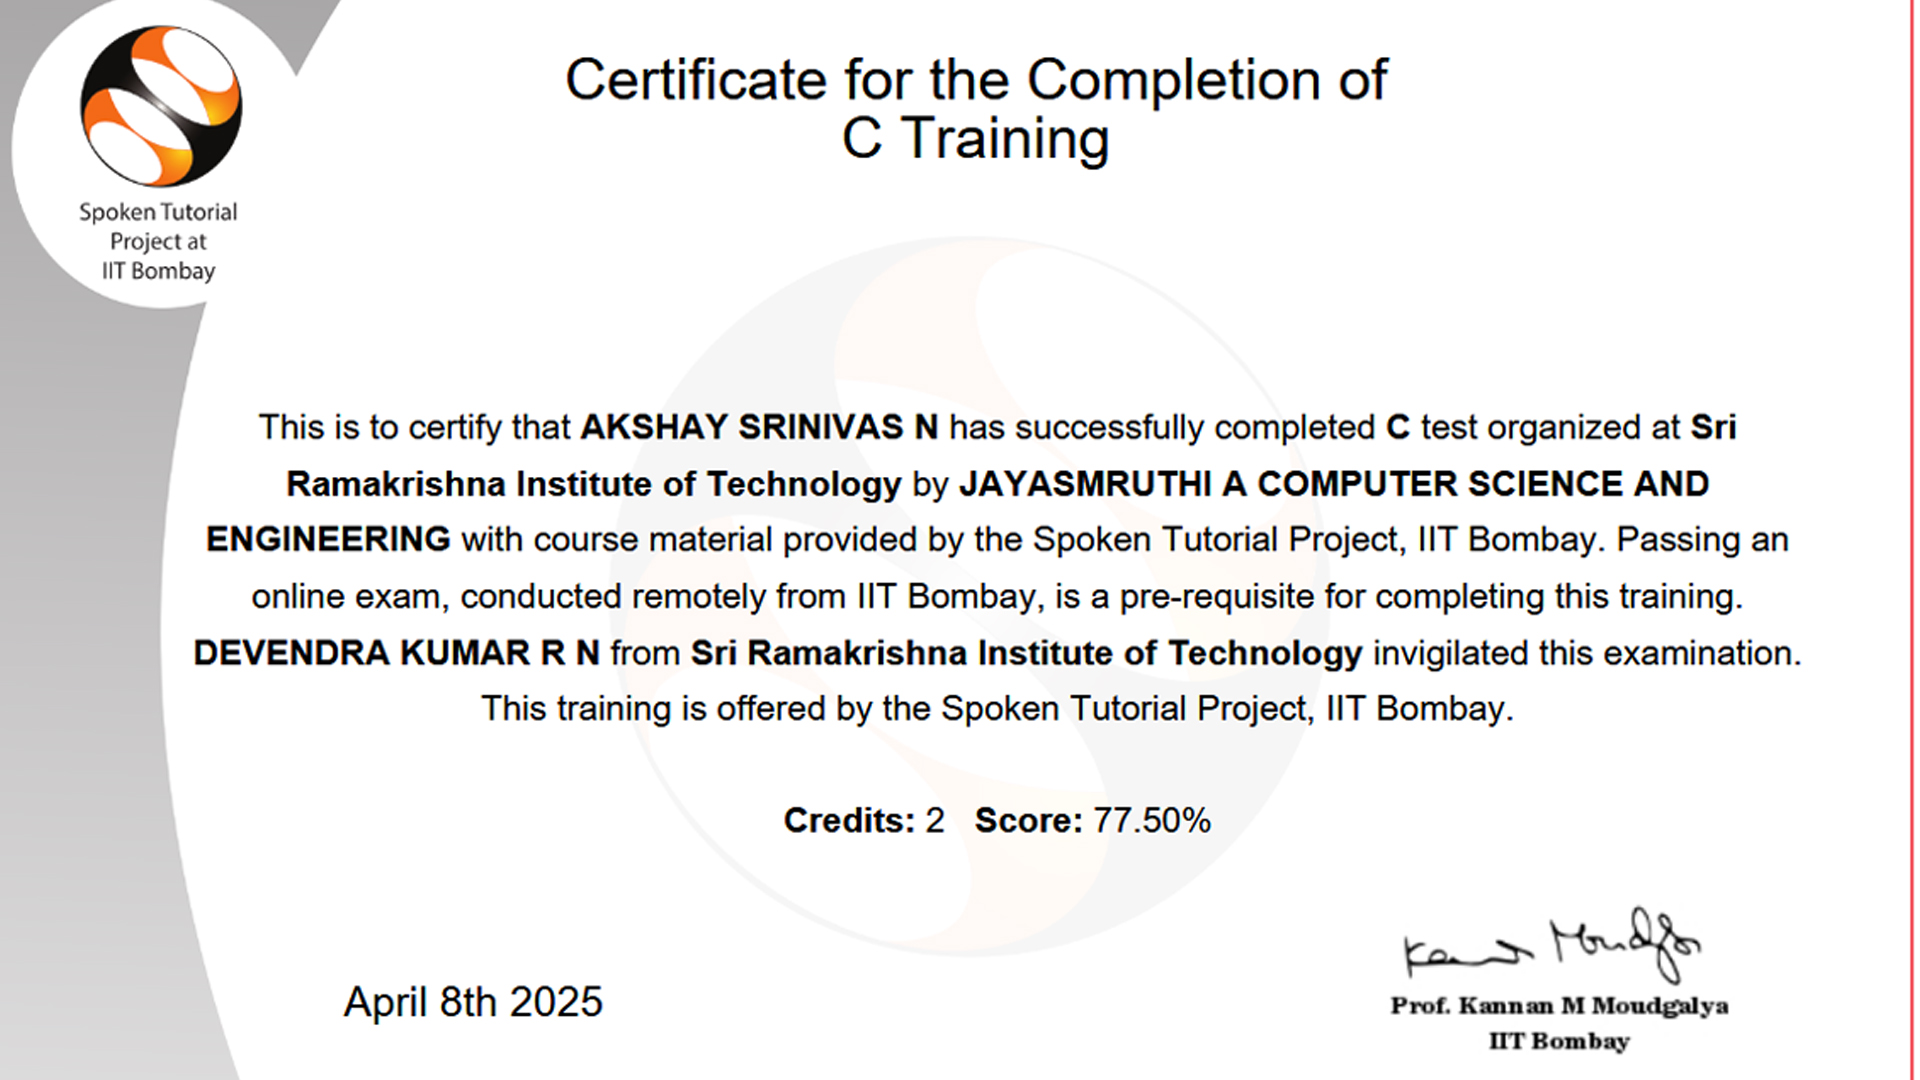 Spoken Tutorial
Project at
IIT Bombay
Certificate for the Completion of
C Training
This is to certify that AKSHAY SRINIVAS N has successfully completed C test organized at Sri
Ramakrishna Institute of Technology by JAYASMRUTHI A COMPUTER SCIENCE AND
ENGINEERING with course material provided by the Spoken Tutorial Project, IIT Bombay. Passing an
online exam, conducted remotely from IIT Bombay, is a pre-requisite for completing this training.
DEVENDRA KUMAR R N from Sri Ramakrishna Institute of Technology invigilated this examination.
This training is offered by the Spoken Tutorial Project, IIT Bombay.
Credits: 2 Score: 77.50%
April 8th 2025
Prof. Kannan M Moudgalya
IIT Bombay